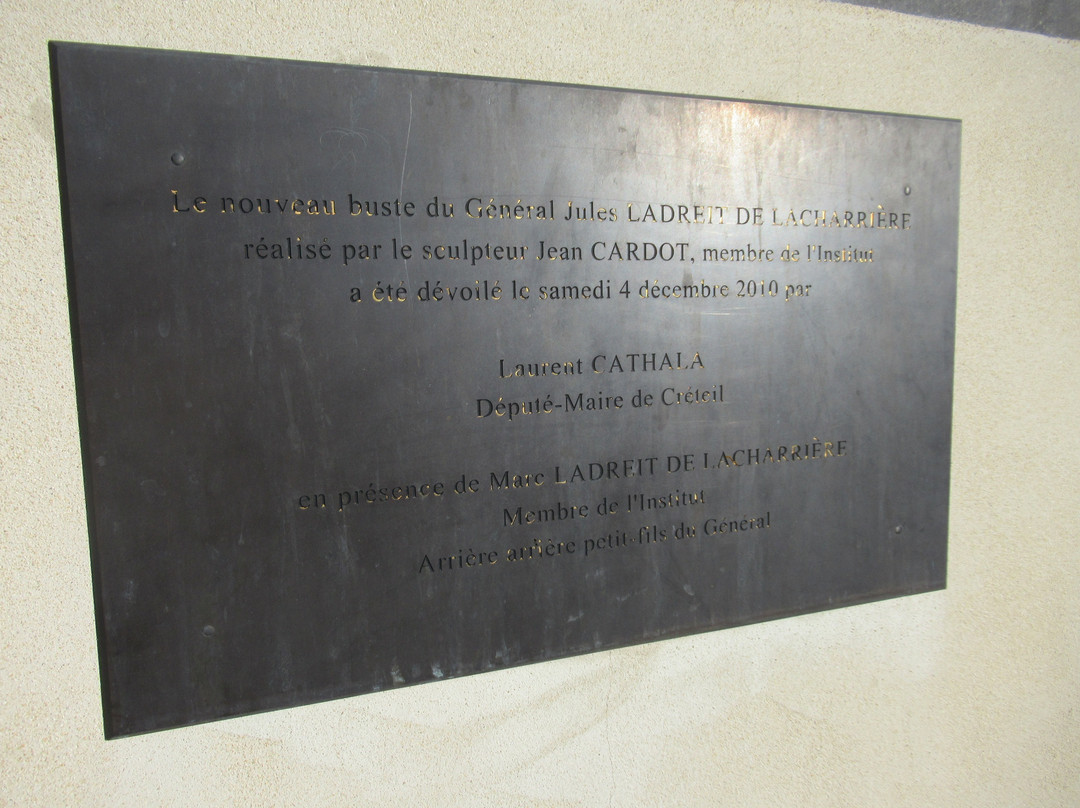 Le nouveau buste du Général Jules LADREIT DE LACHARRIÈRE
réalisé par le sculpteur Jean CARDOT, membre de l'Institut
a été dévoilé le samedi 4 décembre 2010 par
Laurent CATHALA
Député-Maire de Créteil
en présence de Marc LADREIT DE LACHARRIÈRE
Membre de l'Institut
Arrière arrière petit-fils du Général